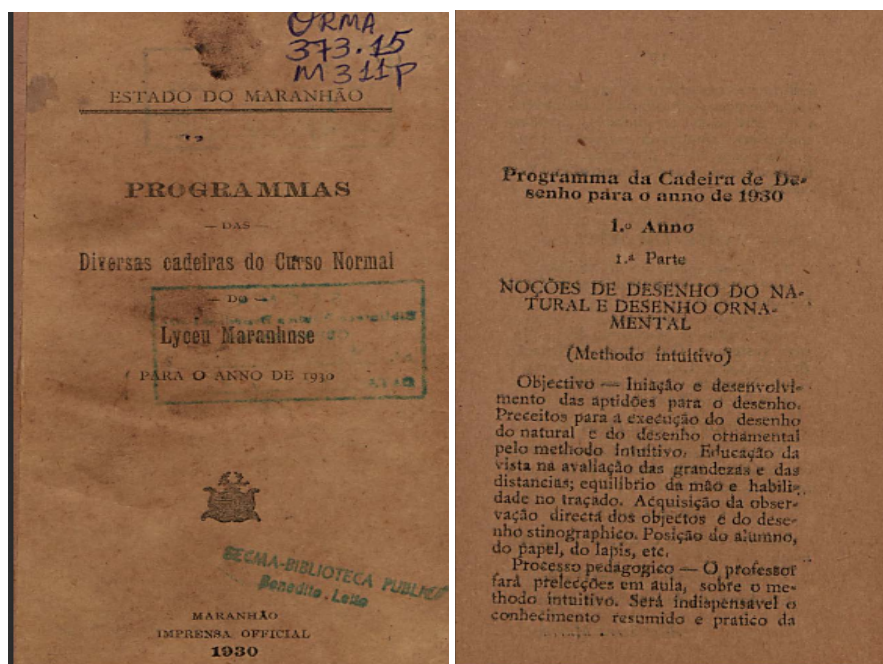 ORMA
373.15
M311P
ESTADO DO MARANHÃO
PROGRAMMAS
— DAS —
Diversas cadeiras do Curso Normal
— DO —
Lyceu Maranhnse
PARA O ANNO DE 1930
SECMA-BIBLIOTECA PUBLICA
Benedito . Leite
MARANHÃO
IMPRENSA OFFICIAL
1930
Programma da Cadeira de De-
senho para o anno de 1930
1.º Anno
1.ª Parte
NOÇÕES DE DESENHO DO NA-
TURAL E DESENHO ORNA-
MENTAL
(Methodo intuitivo)
Objectivo — Iniação e desenvolvi-
mento das aptidões para o desenho.
Preceitos para a execução do desenho
do natural e do desenho ornamental
pelo methodo intuitivo. Educação da
vista na avaliação das grandezas e das
distancias; equilibrio da mão e habili-
dade no traçado. Acquisição da obser-
vação directa dos objectos e do dese-
nho stinographico. Posição do alumno,
do papel, do lapis, etc.
Processo pedagogico — O professor
fará prelecções em aula, sobre o me-
thodo intuitivo. Será indispensavel o
conhecimento resumido e pratico da